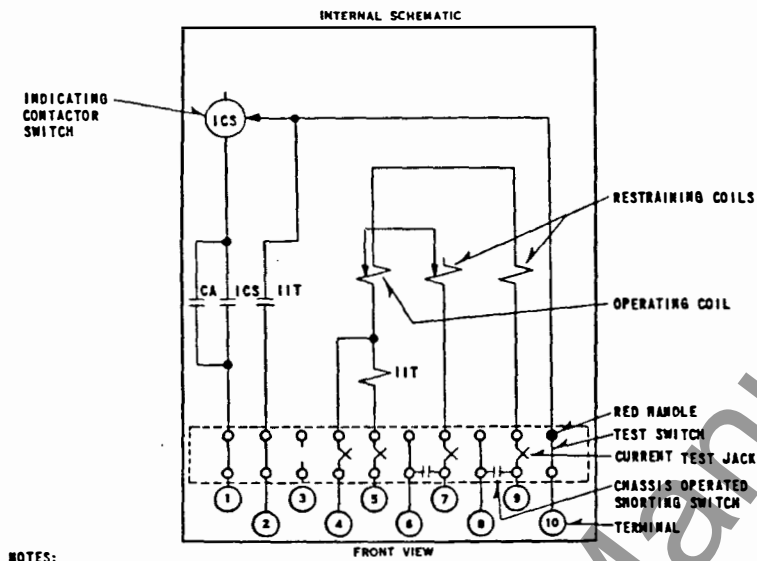 INTERNAL SCHEMATIC
INDICATING
CONTACTOR
SWITCH
ICS
RESTRAINING COILS
CA
ICS
IIT
OPERATING COIL
IIT
RED HANDLE
TEST SWITCH
CURRENT TEST JACK
CHASSIS OPERATED
SHORTING SWITCH
TERMINAL
1
3
5
7
9
2
4
6
8
10
FRONT VIEW
NOTES:
Man